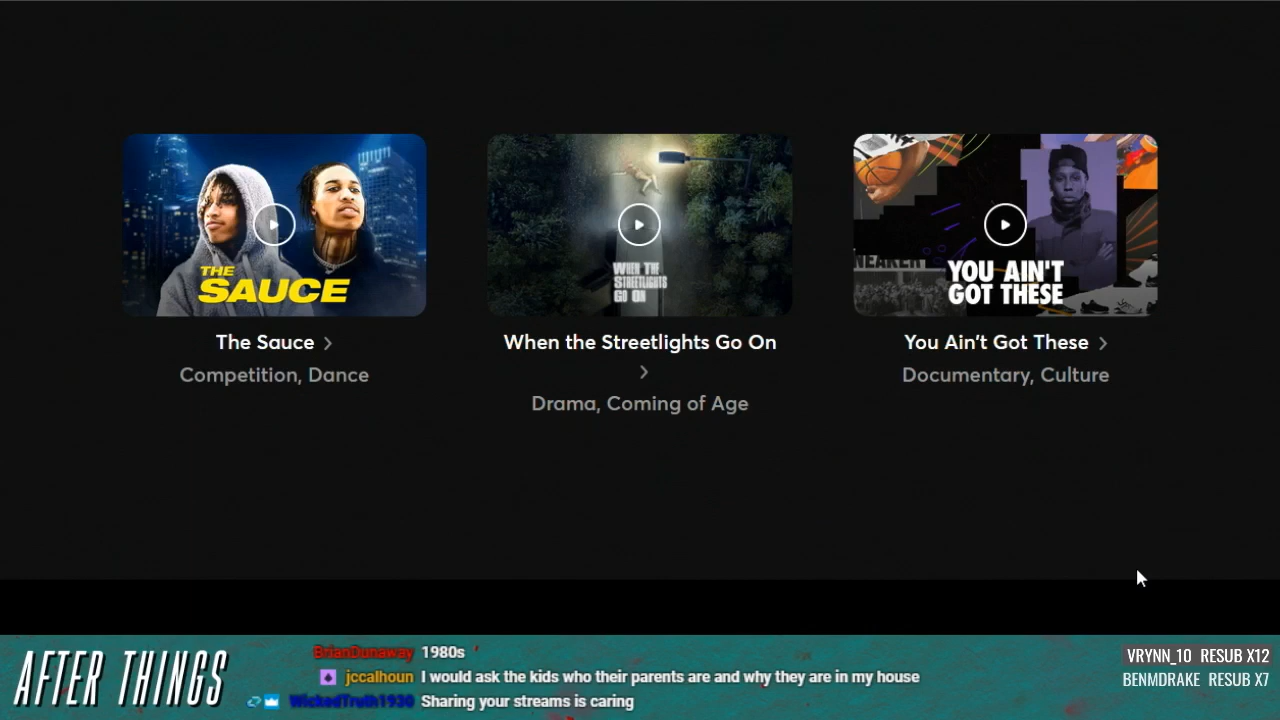 THE
SAUCE
The Sauce
Competition, Dance
WHEN THE
STREETLIGHTS
GO ON
When the Streetlights Go On
Drama, Coming of Age
SNEAKER
YOU AIN'T
GOT THESE
You Ain't Got These
Documentary, Culture
AFTER THINGS
BrianDunaway 1980s
jccalhoun I would ask the kids who their parents are and why they are in my house
WickedTruth1930 Sharing your streams is caring
VRYNN_10 RESUB X12
BENMDRAKE RESUB X7